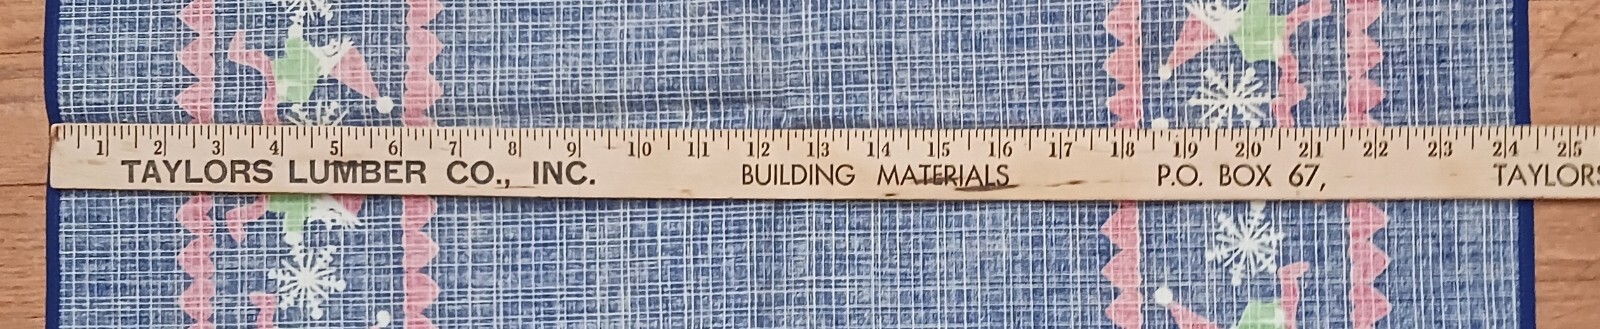 1 2 3 4 5 6 7 8 9 10 11 12 13 14 15 16 17 18 19 20 21 22 23 24 25
TAYLORS LUMBER CO., INC. BUILDING MATERIALS P.O. BOX 67, TAYLORS